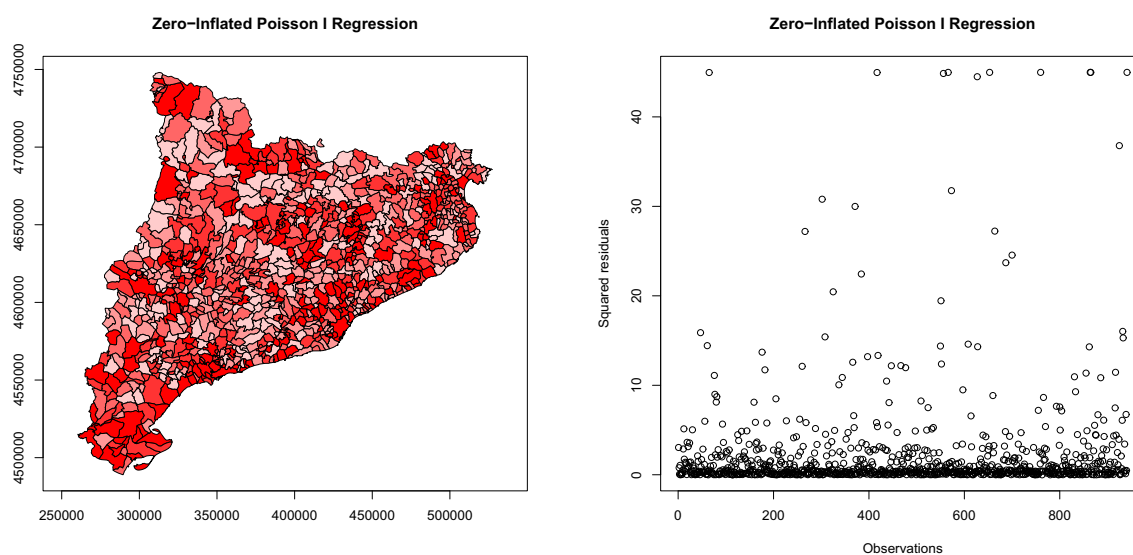 Zero−Inflated Poisson I Regression
4500000 4550000 4600000 4650000 4700000 4750000
250000 300000 350000 400000 450000 500000
Zero−Inflated Poisson I Regression
Squared residuals
0 10 20 30 40
0 200 400 600 800
Observations